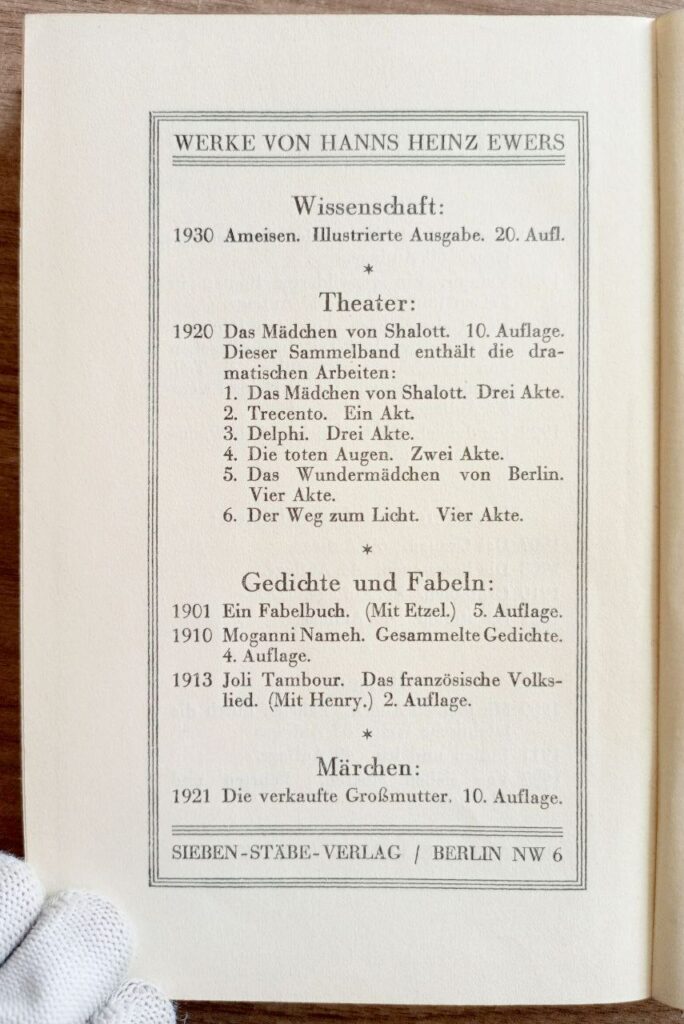 WERKE VON HANNS HEINZ EWERS
Wissenschaft:
1930 Ameisen. Illustrierte Ausgabe. 20. Aufl.
*
Theater:
1920 Das Mädchen von Shalott. 10. Auflage.
Dieser Sammelband enthält die dra-
matischen Arbeiten:
1. Das Mädchen von Shalott. Drei Akte.
2. Trecento. Ein Akt.
3. Delphi. Drei Akte.
4. Die toten Augen. Zwei Akte.
5. Das Wundermädchen von Berlin.
Vier Akte.
6. Der Weg zum Licht. Vier Akte.
*
Gedichte und Fabeln:
1901 Ein Fabelbuch. (Mit Etzel.) 5. Auflage.
1910 Moganni Nameh. Gesammelte Gedichte.
4. Auflage.
1913 Joli Tambour. Das französische Volks-
lied. (Mit Henry.) 2. Auflage.
*
Märchen:
1921 Die verkaufte Großmutter. 10. Auflage.
SIEBEN-STÄBE-VERLAG / BERLIN NW 6